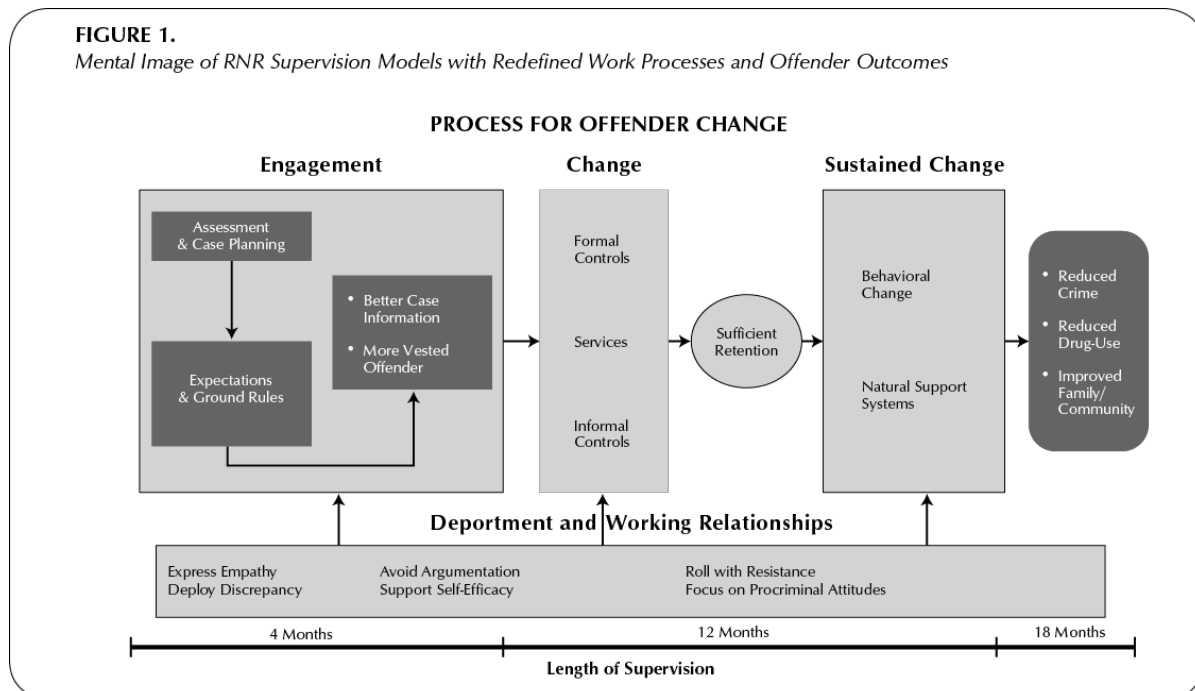 FIGURE 1.
Mental Image of RNR Supervision Models with Redefined Work Processes and Offender Outcomes
PROCESS FOR OFFENDER CHANGE
Engagement
Change
Sustained Change
Assessment
& Case Planning
Expectations
& Ground Rules
• Better Case
Information
• More Vested
Offender
Formal
Controls
Services
Informal
Controls
Sufficient
Retention
Behavioral
Change
Natural Support
Systems
• Reduced
Crime
• Reduced
Drug-Use
• Improved
Family/
Community
Deportment and Working Relationships
Express Empathy
Deploy Discrepancy
Avoid Argumentation
Support Self-Efficacy
Roll with Resistance
Focus on Procriminal Attitudes
4 Months
12 Months
18 Months
Length of Supervision